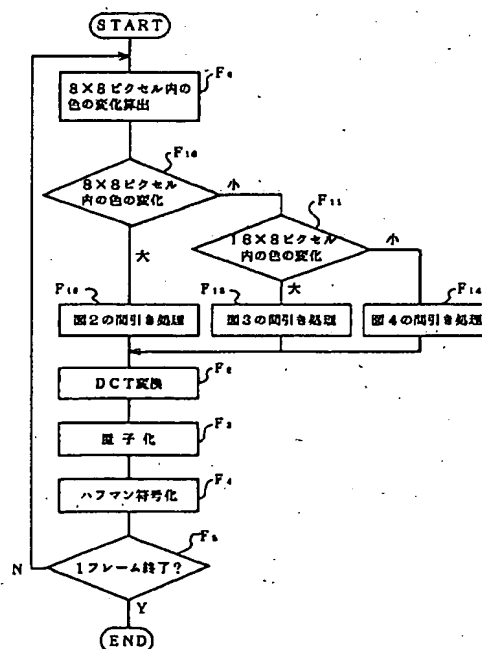 START
8×8ピクセル内の
色の変化算出
8×8ピクセル
内の色の変化
F10
小
F11
18×8ピクセル
内の色の変化
小
大
大
図2の間引き処理
図3の間引き処理
図4の間引き処理
DCT変換
量子化
ハフマン符号化
F4
1フレーム終了?
N
Y
END